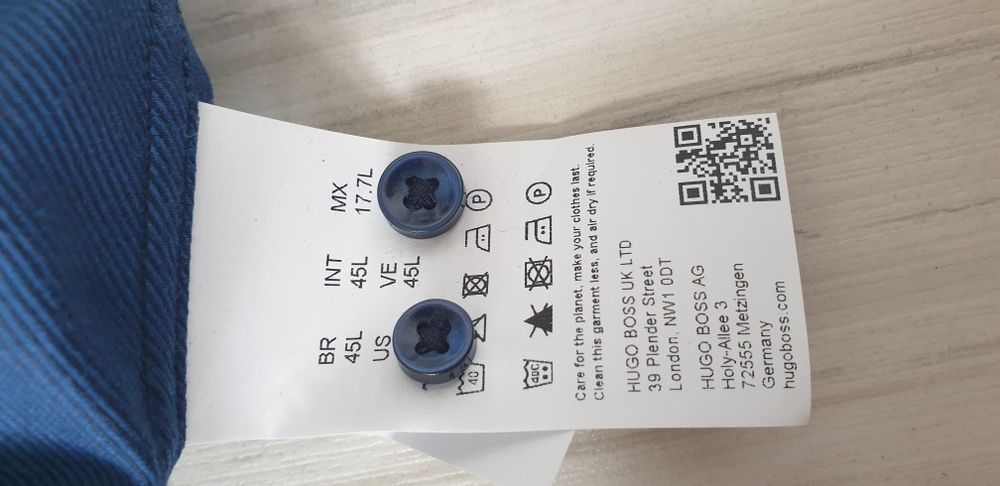 BR INT MX
45L 45L 17.7L
US VE
45L
40 P
40C P
Care for the planet, make your clothes last.
Clean this garment less, and air dry if required.
HUGO BOSS UK LTD
39 Plender Street
London, NW1 0DT
HUGO BOSS AG
Holy-Allee 3
72555 Metzingen
Germany
hugoboss.com